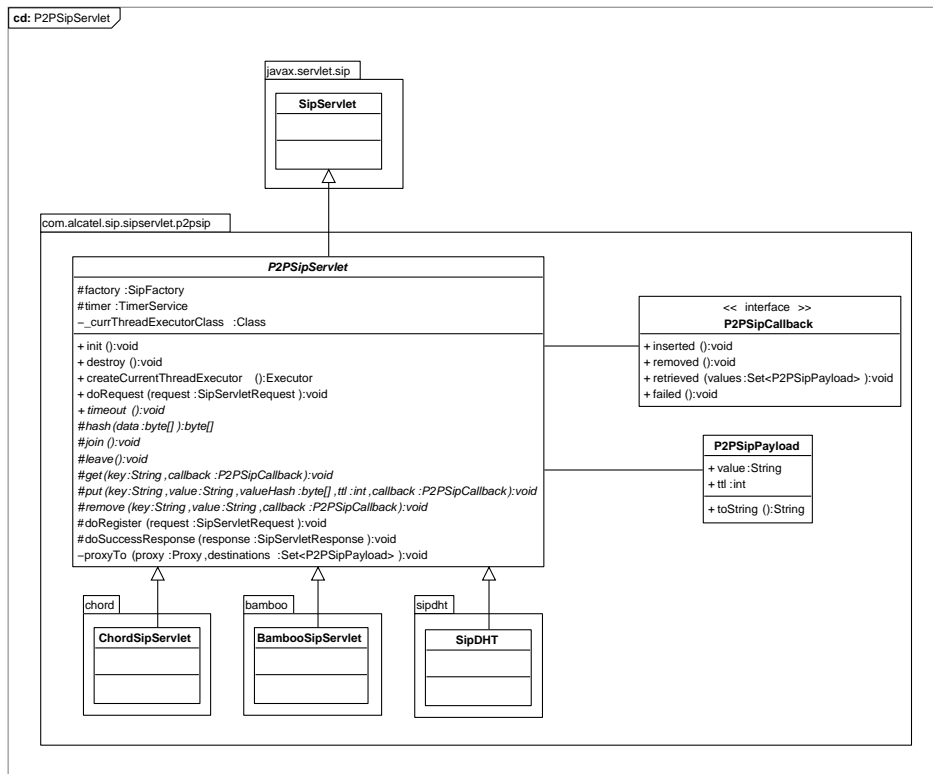 cd: P2PSipServlet
javax.servlet.sip
SipServlet
com.alcatel.sip.sipservlet.p2psip
P2PSipServlet
#factory :SipFactory
#timer :TimerService
−_currThreadExecutorClass :Class
+ init ():void
+ destroy ():void
+ createCurrentThreadExecutor ():Executor
+ doRequest (request :SipServletRequest ):void
+ timeout ():void
#hash (data :byte[] ):byte[]
#join ():void
#leave():void
#get (key:String ,callback :P2PSipCallback):void
#put (key:String ,value :String ,valueHash :byte[] ,ttl :int ,callback :P2PSipCallback):void
#remove (key:String ,value :String ,callback :P2PSipCallback):void
#doRegister (request :SipServletRequest ):void
#doSuccessResponse (response :SipServletResponse ):void
−proxyTo (proxy :Proxy ,destinations :Set<P2PSipPayload> ):void
<< interface >>
P2PSipCallback
+ inserted ():void
+ removed ():void
+ retrieved (values :Set<P2PSipPayload> ):void
+ failed ():void
P2PSipPayload
+ value :String
+ ttl :int
+ toString ():String
chord
ChordSipServlet
bamboo
BambooSipServlet
sipdht
SipDHT